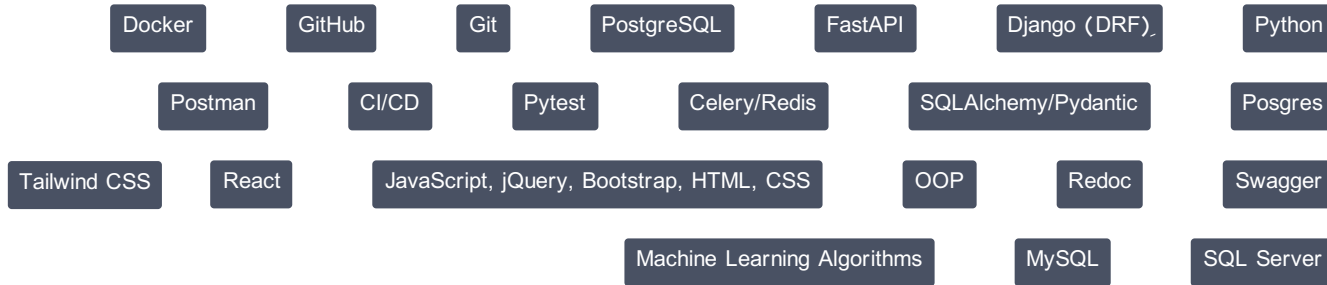 Docker GitHub Git PostgreSQL FastAPI Django (DRF) Python
Postman CI/CD Pytest Celery/Redis SQLAlchemy/Pydantic Posgres
Tailwind CSS React JavaScript, jQuery, Bootstrap, HTML, CSS OOP Redoc Swagger
Machine Learning Algorithms MySQL SQL Server